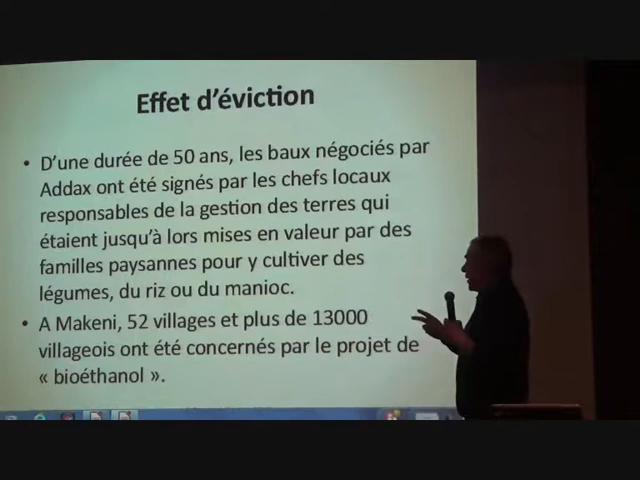 Effet d'éviction
• D'une durée de 50 ans, les baux négociés par
Addax ont été signés par les chefs locaux
responsables de la gestion des terres qui
étaient jusqu'à lors mises en valeur par des
familles paysannes pour y cultiver des
légumes, du riz ou du manioc.
• A Makeni, 52 villages et plus de 13000
villageois ont été concernés par le projet de
« bioéthanol ».